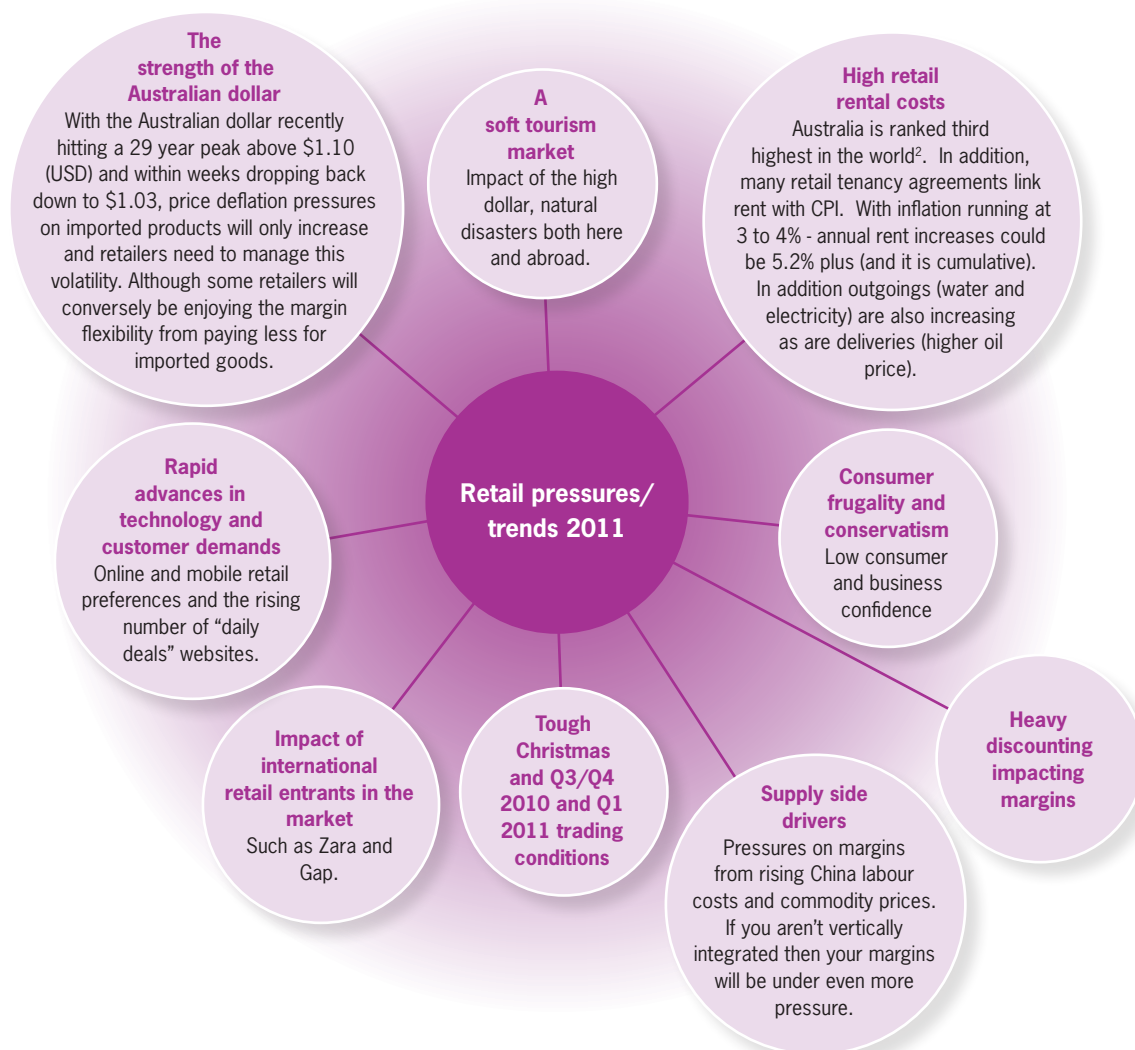 The
strength of the
Australian dollar
With the Australian dollar recently
hitting a 29 year peak above $1.10
(USD) and within weeks dropping back
down to $1.03, price deflation pressures
on imported products will only increase
and retailers need to manage this
volatility. Although some retailers will
conversely be enjoying the margin
flexibility from paying less for
imported goods.
A
soft tourism
market
Impact of the high
dollar, natural
disasters both here
and abroad.
High retail
rental costs
Australia is ranked third
highest in the world². In addition,
many retail tenancy agreements link
rent with CPI. With inflation running at
3 to 4% - annual rent increases could
be 5.2% plus (and it is cumulative).
In addition outgoings (water and
electricity) are also increasing
as are deliveries (higher oil
price).
Retail pressures/
trends 2011
Rapid
advances in
technology and
customer demands
Online and mobile retail
preferences and the rising
number of “daily
deals” websites.
Consumer
frugality and
conservatism
Low consumer
and business
confidence
Impact of
international
retail entrants in the
market
Such as Zara and
Gap.
Tough
Christmas
and Q3/Q4
2010 and Q1
2011 trading
conditions
Supply side
drivers
Pressures on margins
from rising China labour
costs and commodity prices.
If you aren’t vertically
integrated then your margins
will be under even more
pressure.
Heavy
discounting
impacting
margins